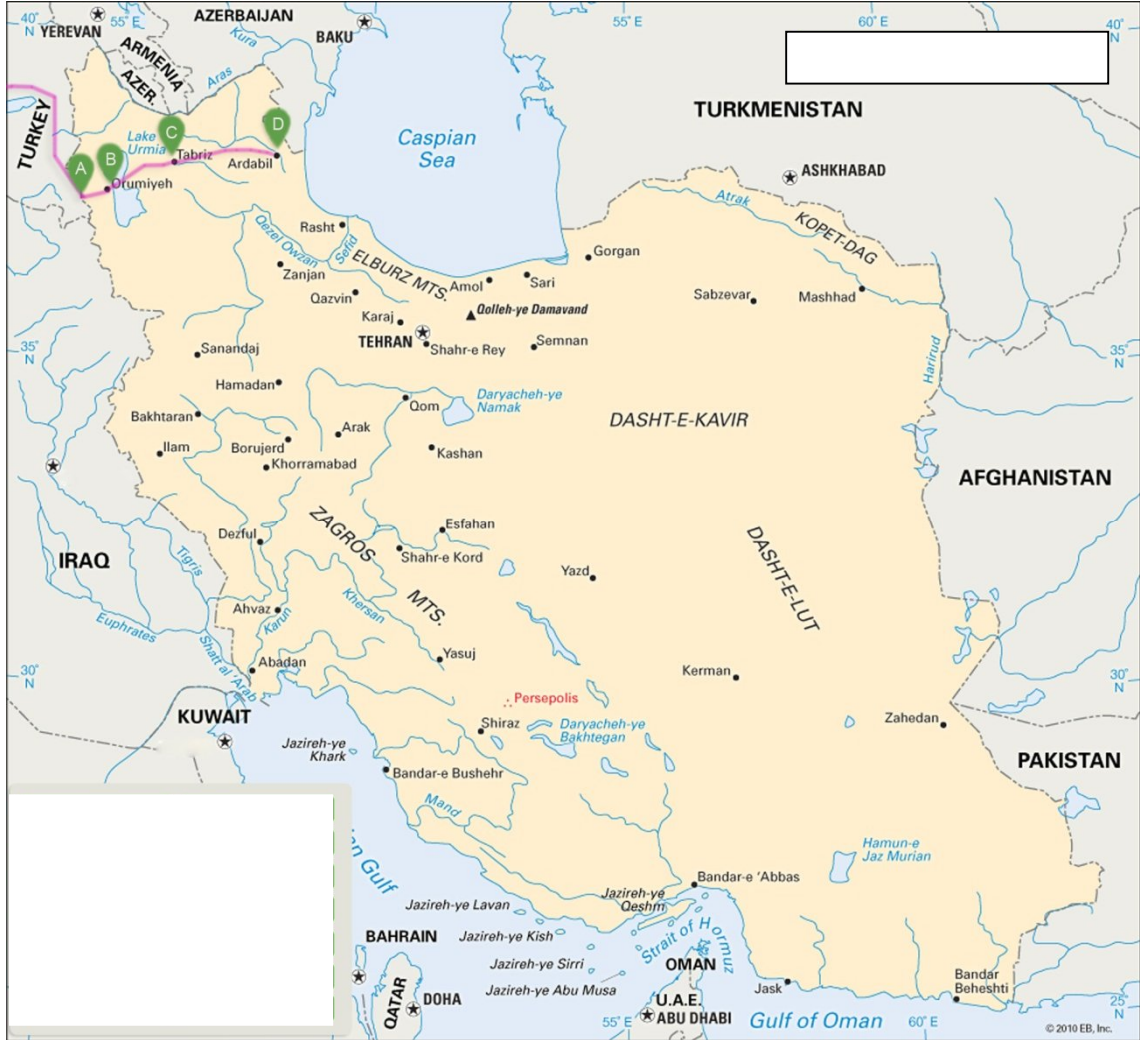 40° N
55° E
AZERBAIJAN
55° E
60° E
40° N
YEREVAN
BAKU
Kura
ARMENIA
AZER.
Aras
TURKEY
TURKMENISTAN
Caspian
Sea
A
B
C
D
Lake
Urmia
Tabriz
Ardabil
Orumiyeh
ASHKHABAD
Atrak
KOPET-DAG
Rasht
Qezel Owzan
Sefid
ELBURZ MTS.
Gorgan
Zanjan
Amol
Sari
Qazvin
Sabzevar
Mashhad
Karaj
Qolleh-ye Damavand
TEHRAN
Shahr-e Rey
Semnan
35° N
Sanandaj
35° N
Harirud
Hamadan
Daryacheh-ye
Namak
Qom
Bakhtaran
DASHT-E-KAVIR
Arak
Ilam
Borujerd
Kashan
Khorramabad
AFGHANISTAN
ZAGROS
MTS.
Esfahan
Dezful
Shahr-e Kord
DASHT-E-LUT
IRAQ
Tigris
Yazd
Ahvaz
Karun
Khersan
Euphrates
Shatt al 'Arab
Yasuj
Abadan
30° N
Kerman
30° N
Persepolis
KUWAIT
Shiraz
Daryacheh-ye
Bakhtegan
Zahedan
Jazireh-ye
Khark
PAKISTAN
Bandar-e Bushehr
Mand
an Gulf
Hamun-e
Jaz Murian
Bandar-e 'Abbas
Jazireh-ye
Qeshm
Jazireh-ye Lavan
Strait of Hormuz
BAHRAIN
Jazireh-ye Kish
Jazireh-ye Sirri
OMAN
Jazireh-ye Abu Musa
Jask
Bandar
Beheshti
QATAR
DOHA
U.A.E.
ABU DHABI
55° E
Gulf of Oman
60° E
25° N
© 2010 EB, Inc.